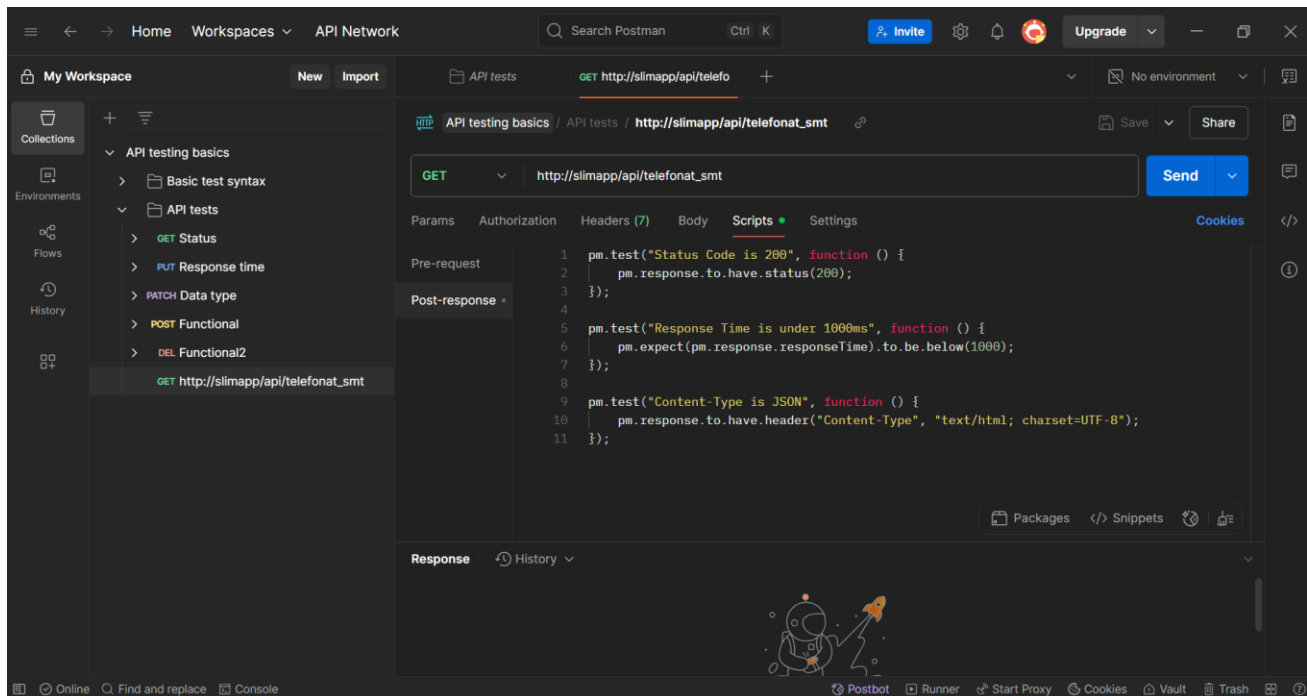 Home Workspaces API Network Search Postman Ctrl K Invite Upgrade
My Workspace New Import API tests GET http://slimapp/api/telefo No environment
Collections
Environments
Flows
History
API testing basics
Basic test syntax
API tests
GET Status
PUT Response time
PATCH Data type
POST Functional
DEL Functional2
GET http://slimapp/api/telefonat_smt
HTTP API testing basics / API tests / http://slimapp/api/telefonat_smt Save Share
GET http://slimapp/api/telefonat_smt Send
Params Authorization Headers (7) Body Scripts Settings Cookies
Pre-request
Post-response
1 pm.test("Status Code is 200", function () {
2 pm.response.to.have.status(200);
3 });
4
5 pm.test("Response Time is under 1000ms", function () {
6 pm.expect(pm.response.responseTime).to.be.below(1000);
7 });
8
9 pm.test("Content-Type is JSON", function () {
10 pm.response.to.have.header("Content-Type", "text/html; charset=UTF-8");
11 });
Packages </> Snippets
Response History
Online Find and replace Console Postbot Runner Start Proxy Cookies Vault Trash